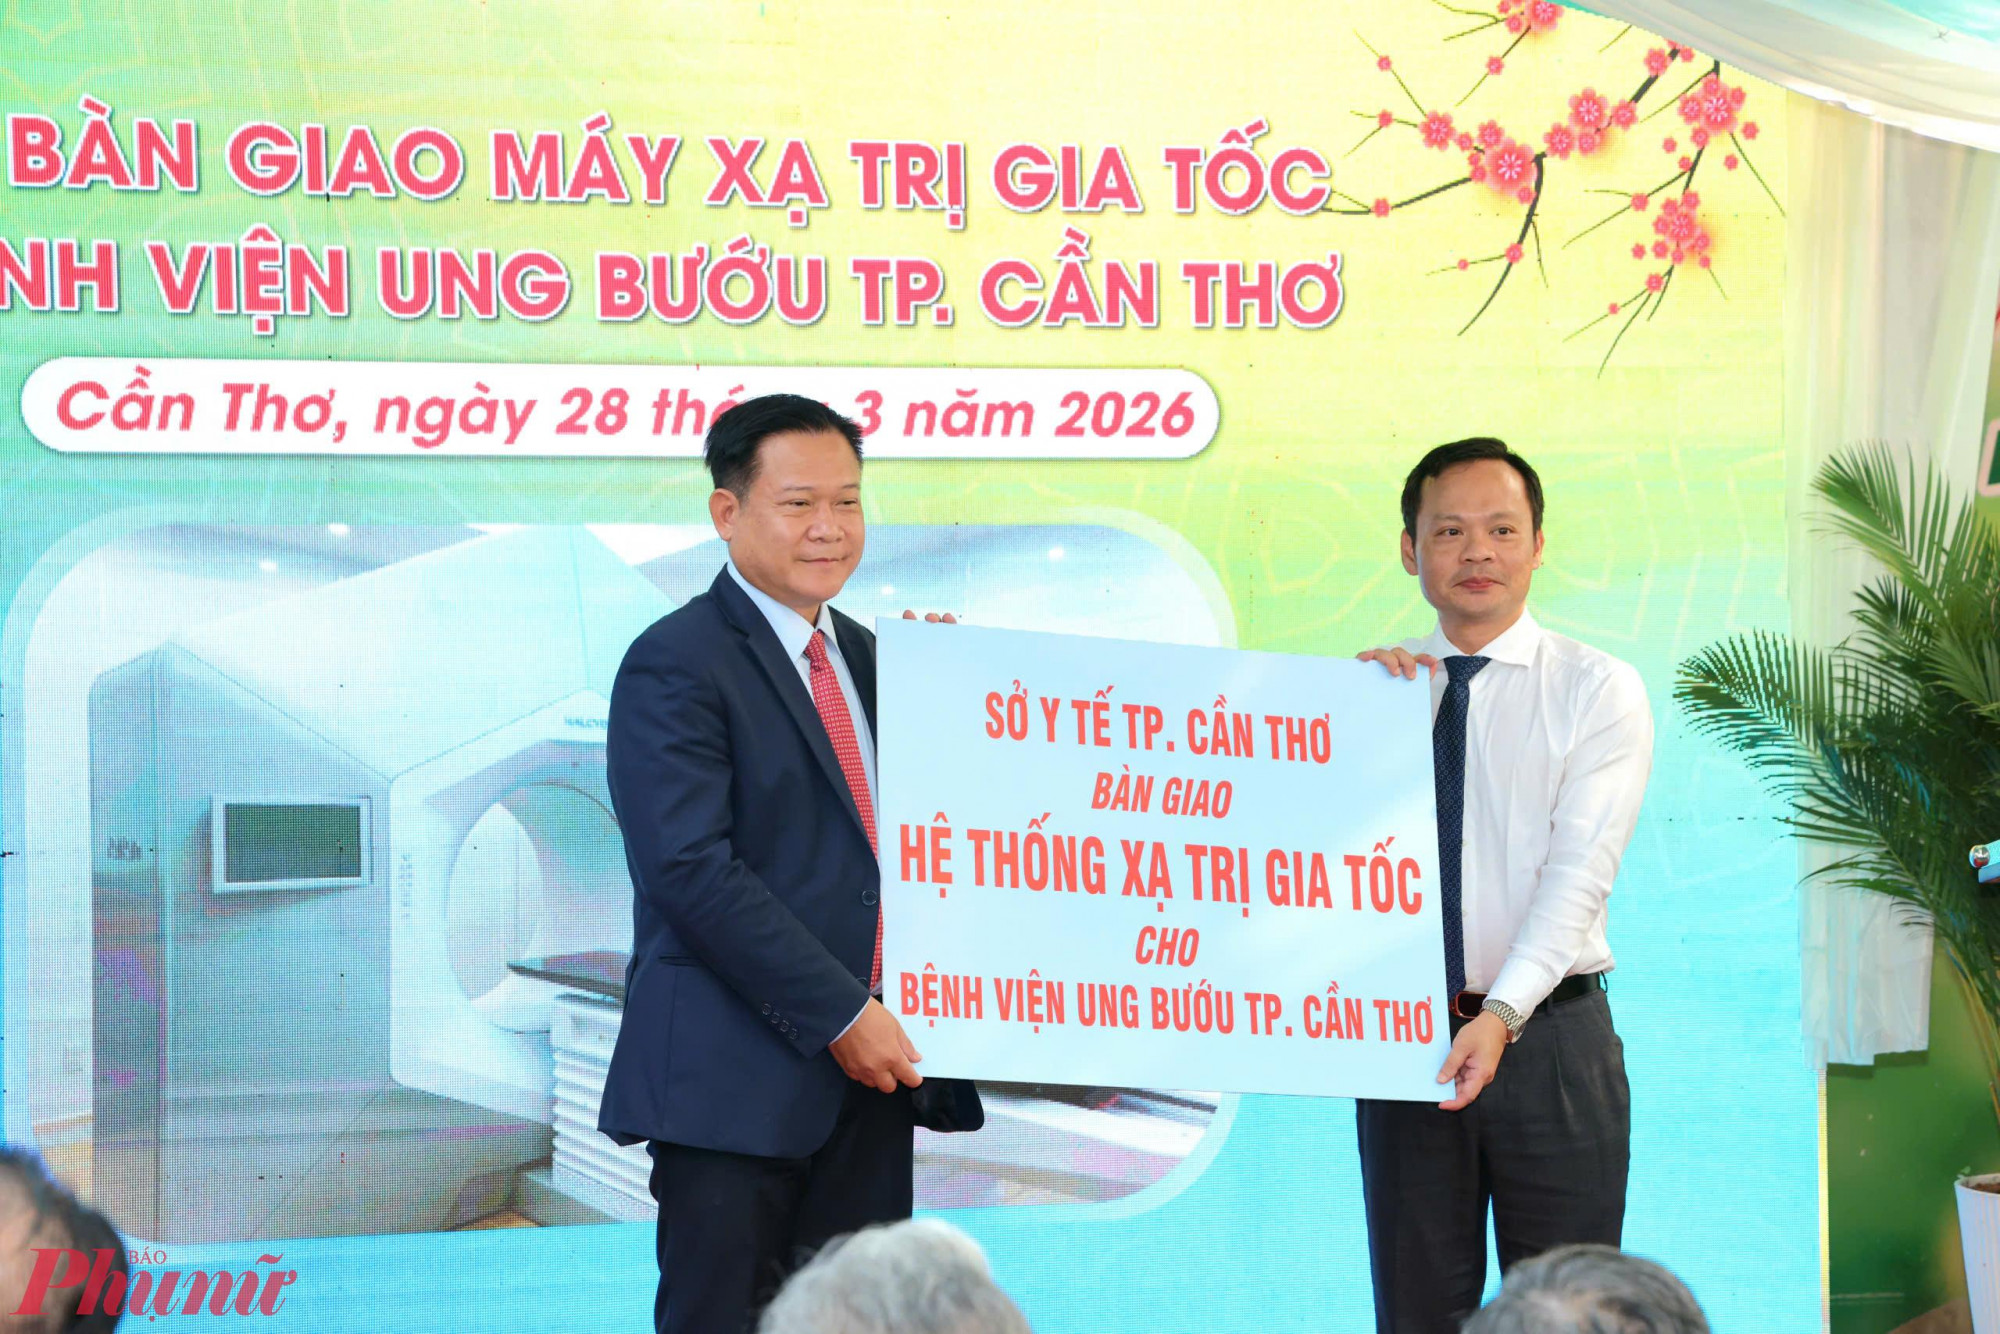 BÀN GIAO MÁY XẠ TRỊ GIA TỐC
NH VIỆN UNG BƯỚU TP. CẦN THƠ
Cần Thơ, ngày 28 3 năm 2026
SỞ Y TẾ TP. CẦN THƠ
BÀN GIAO
HỆ THỐNG XẠ TRỊ GIA TỐC
CHO
BỆNH VIỆN UNG BƯỚU TP. CẦN THƠ
BÁO
Phụ nữ